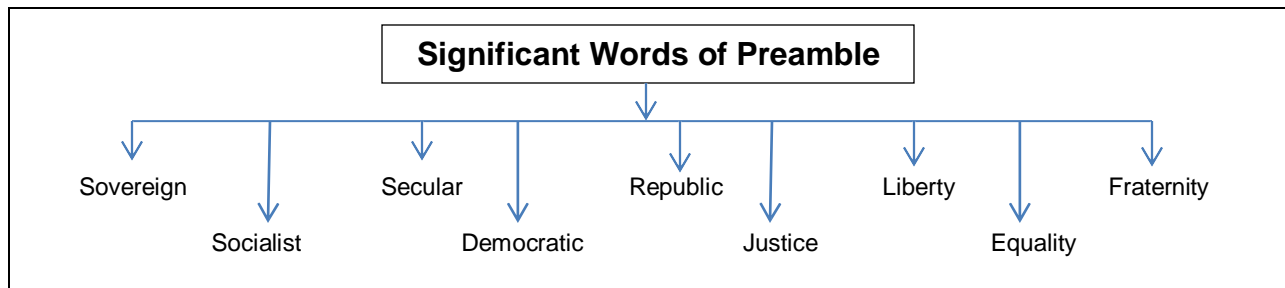 Significant Words of Preamble
Sovereign Secular Republic Liberty Fraternity
Socialist Democratic Justice Equality